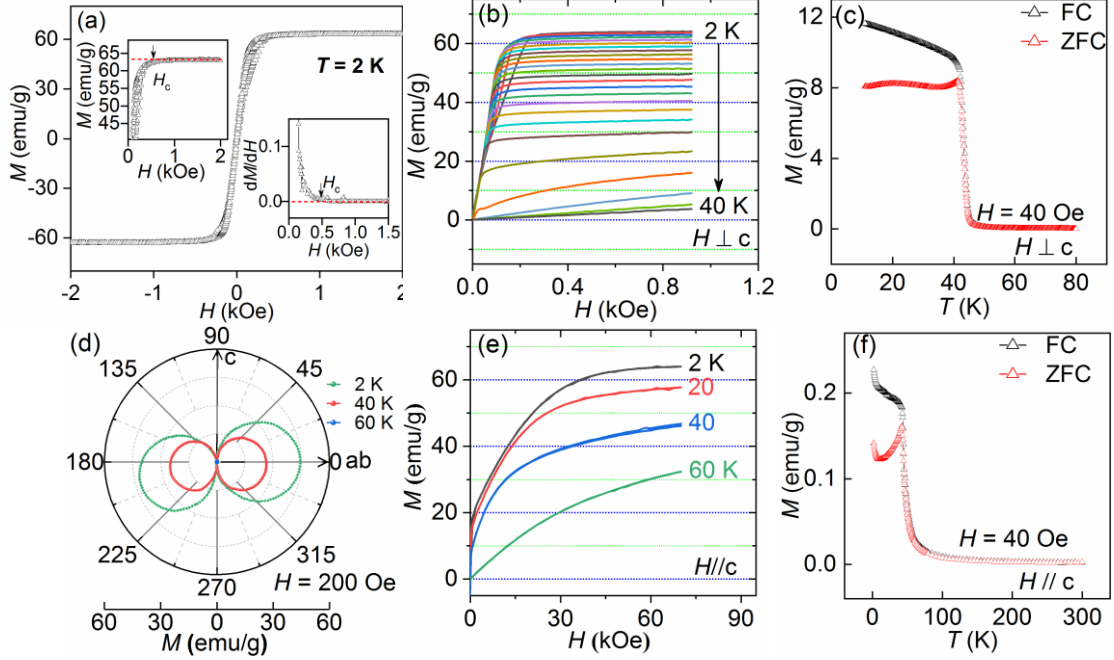 (a)
M (emu/g)
60
30
0
-30
-60
-2
-1
0
1
2
H (kOe)
T = 2 K
M (emu/g)
65
60
55
50
45
0
1
2
H (kOe)
Hc
dM/dH
0.1
0.0
0.0
0.5
1.0
1.5
H (kOe)
Hc
(b)
M (emu/g)
60
40
20
0
0.0
0.4
0.8
1.2
H (kOe)
2 K
40 K
H ⊥ c
(c)
M (emu/g)
12
8
4
0
0
20
40
60
80
T (K)
FC
ZFC
H = 40 Oe
H ⊥ c
(d)
90
c
135
45
2 K
40 K
60 K
180
0 ab
225
315
270
H = 200 Oe
60
30
0
30
60
M (emu/g)
(e)
M (emu/g)
60
40
20
0
0
30
60
90
H (kOe)
2 K
20
40
60 K
H//c
(f)
M (emu/g)
0.2
0.1
0.0
0
100
200
300
T (K)
FC
ZFC
H = 40 Oe
H // c